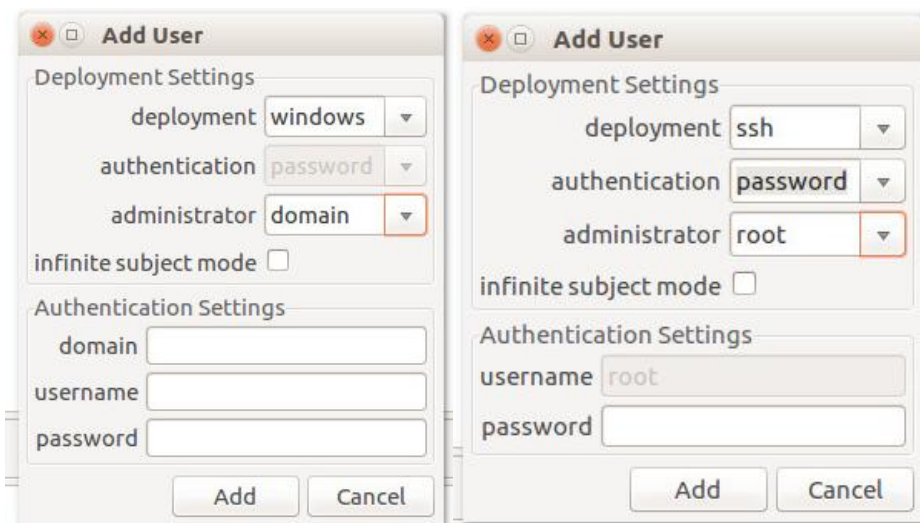 Add User
Deployment Settings
deployment windows
authentication password
administrator domain
infinite subject mode
Authentication Settings
domain
username
password
Add Cancel
Add User
Deployment Settings
deployment ssh
authentication password
administrator root
infinite subject mode
Authentication Settings
username root
password
Add Cancel